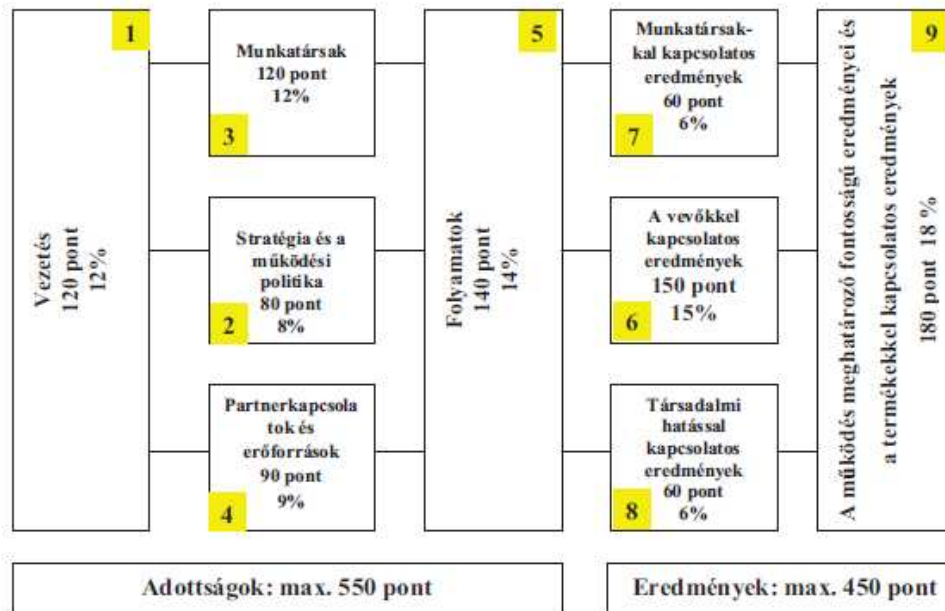 1
Vezetés
120 pont
12%
Munkatársak
120 pont
12%
3
Stratégia és a
működési
politika
80 pont
8%
2
Partnerkapcsola
tok és
erőforrások
90 pont
9%
4
5
Folyamatok
140 pont
14%
Munkatársak-
kal kapcsolatos
eredmények
60 pont
6%
7
A vevőkkel
kapcsolatos
eredmények
150 pont
15%
6
Társadalmi
hatással
kapcsolatos
eredmények
60 pont
6%
8
9
A működés meghatározó fontosságú eredményei és
a termékekkel kapcsolatos eredmények
180 pont 18 %
Adottságok: max. 550 pont
Eredmények: max. 450 pont